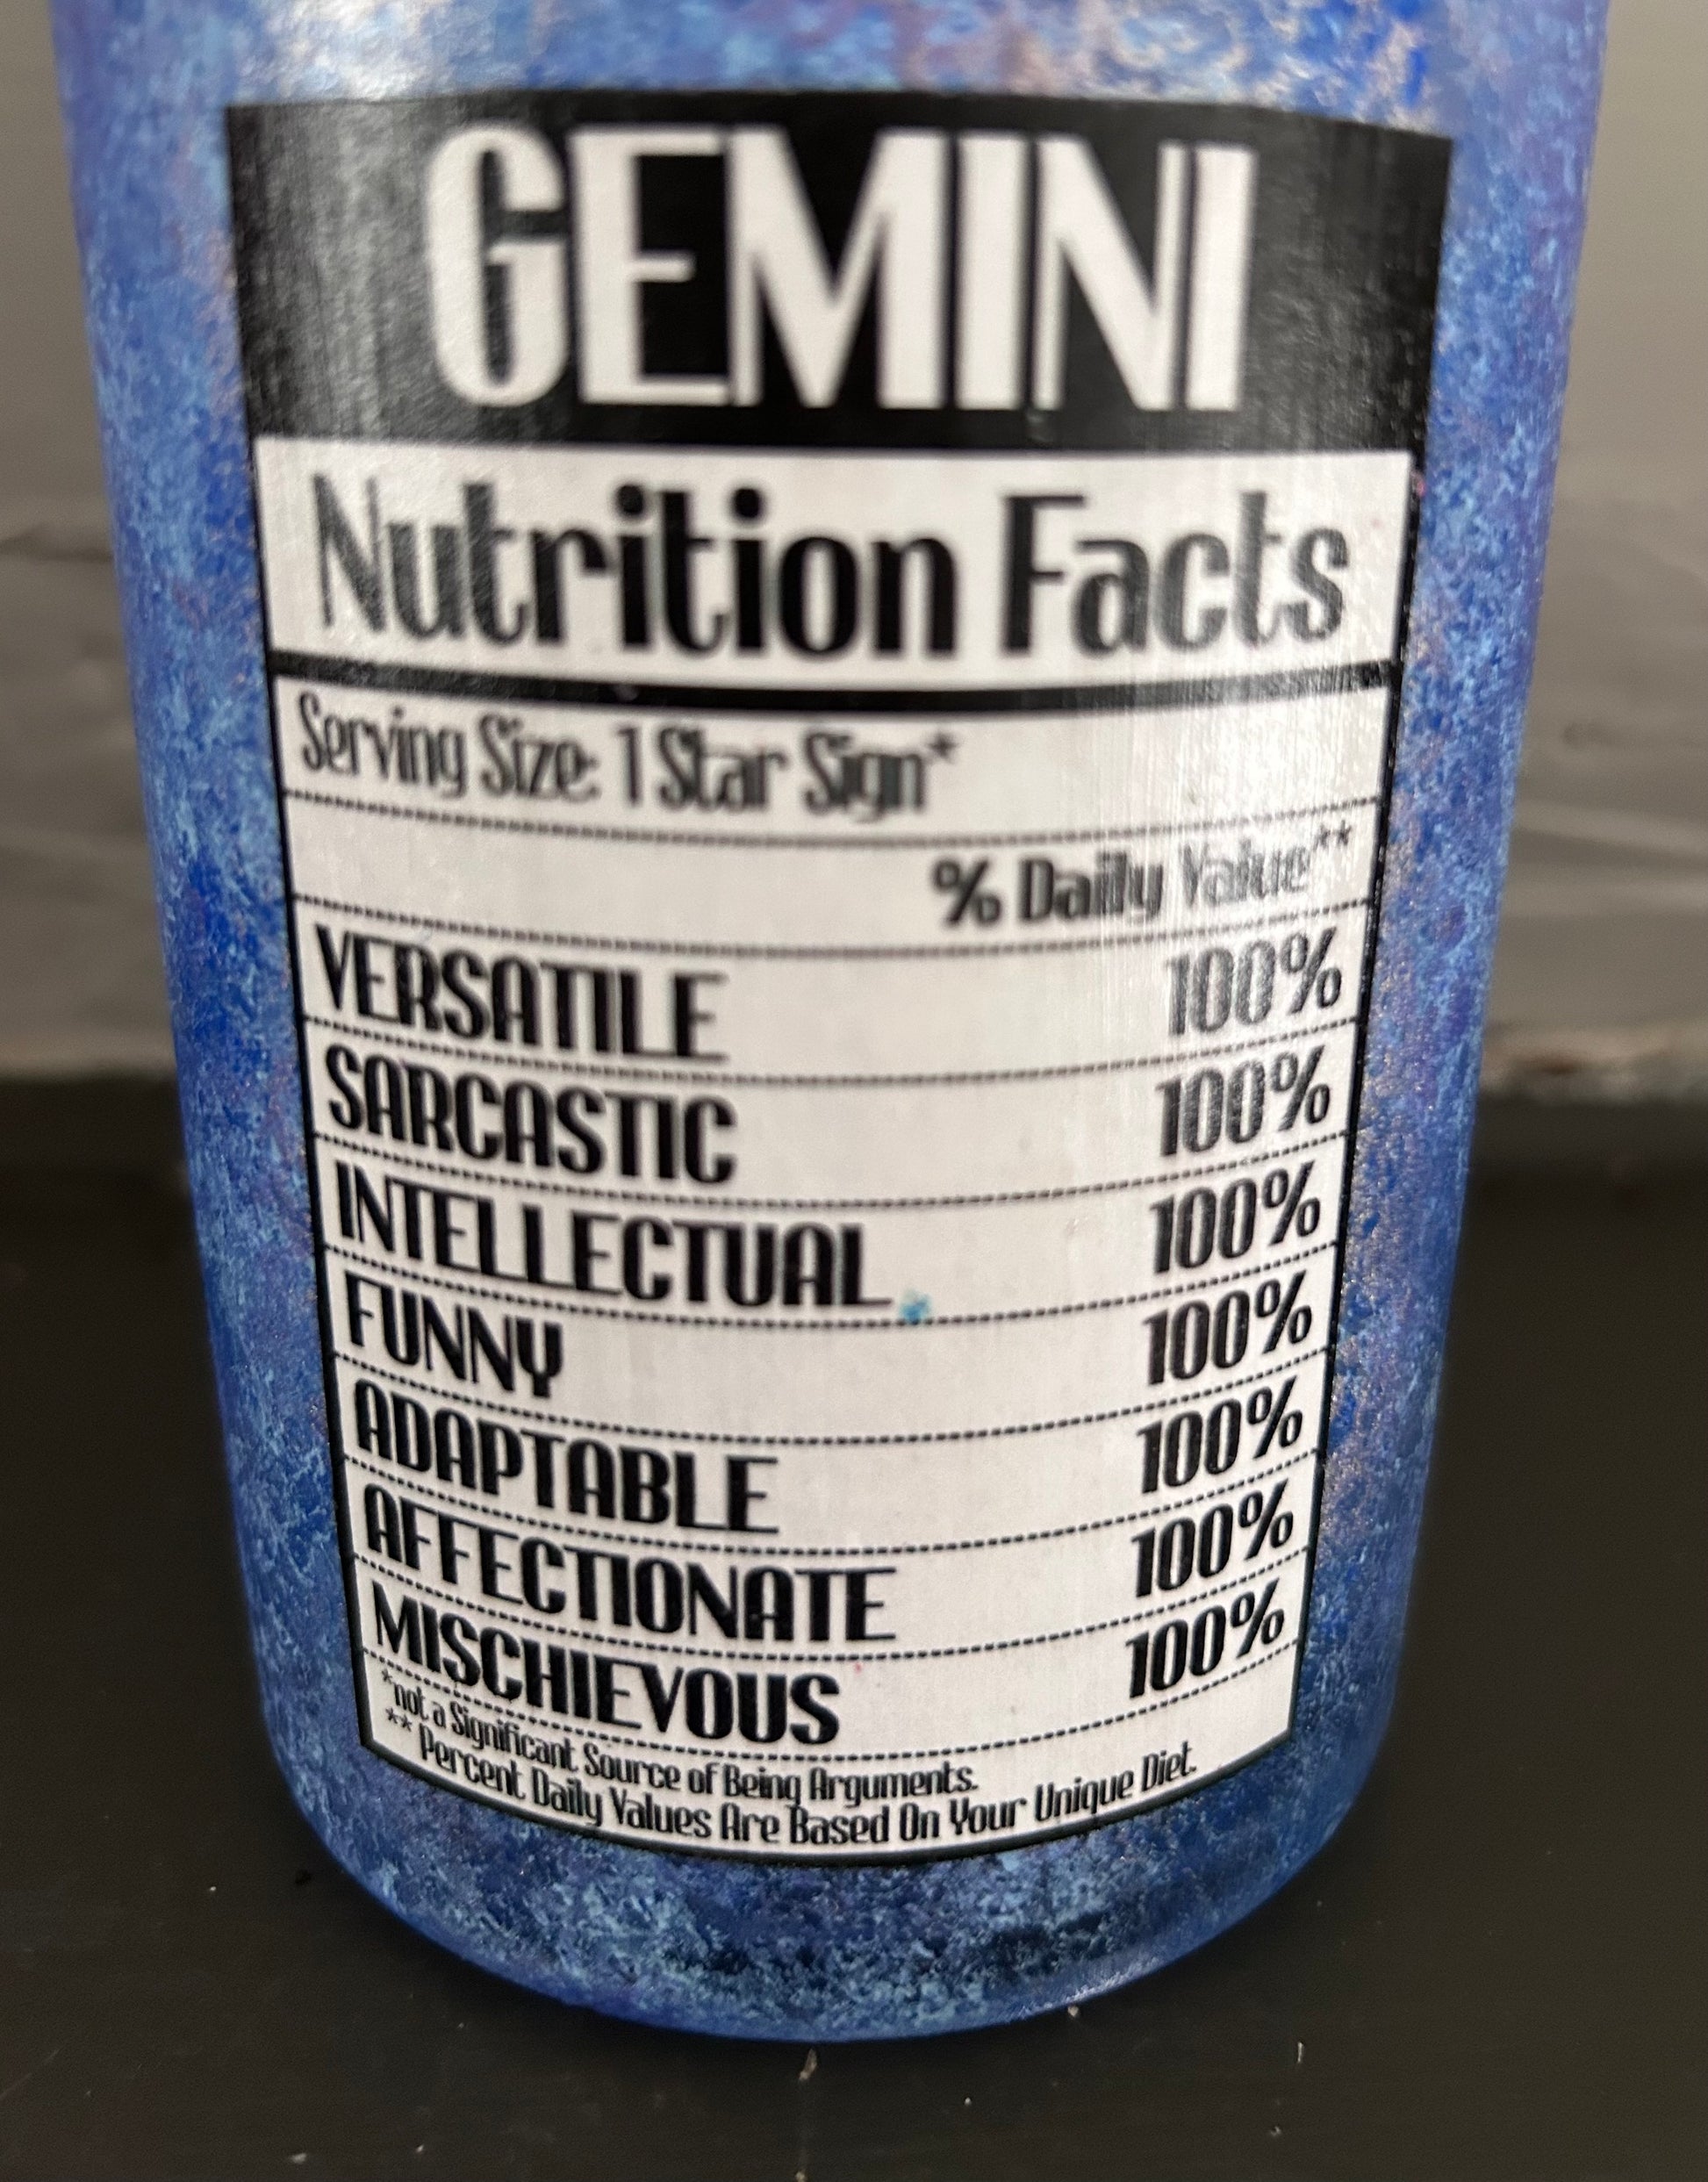 GEMINI
Nutrition Facts
Serving Size: 1 Star Sign*
% Daily Value**
VERSATILE 100%
SARCASTIC 100%
INTELLECTUAL 100%
FUNNY 100%
ADAPTABLE 100%
AFFECTIONATE 100%
MISCHIEVOUS 100%
*not a Significant Source of Being Arguments.
** Percent Daily Values Are Based On Your Unique Diet.